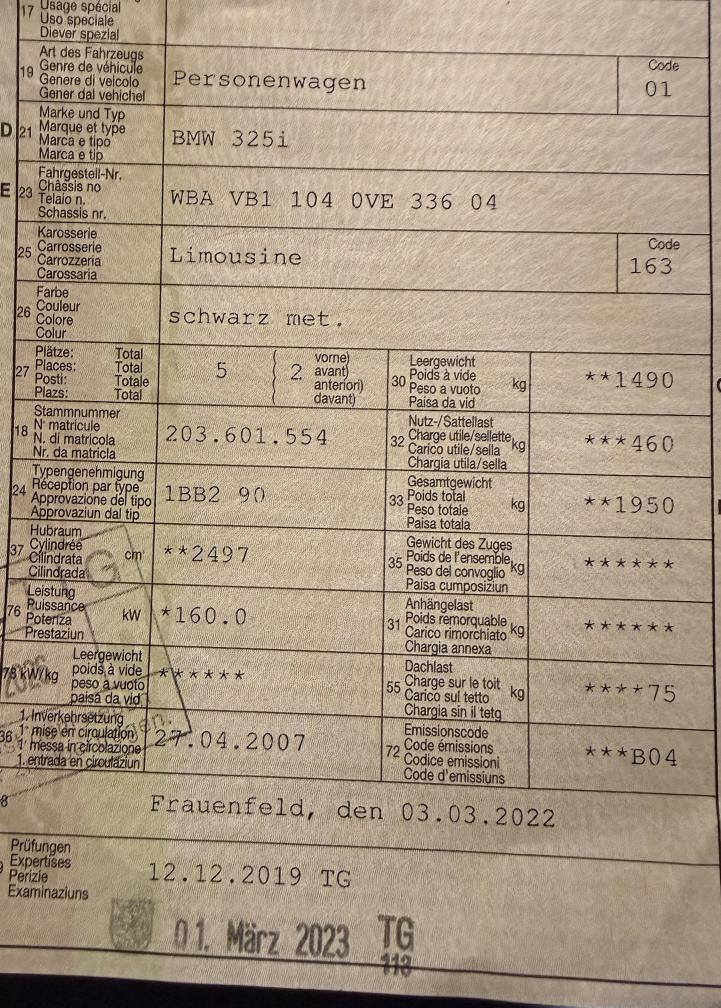 17 Usage spécial
Uso speciale
Diever spezial
19 Art des Fahrzeugs
Genre de véhicule
Genere di veicolo
Gener dal vehichel
Personenwagen
Code
01
D 21 Marke und Typ
Marque et type
Marca e tipo
Marca e tip
BMW 325i
E 23 Fahrgestell-Nr.
Châssis no
Telaio n.
Schassis nr.
WBA VB1 104 0VE 336 04
25 Karosserie
Carrosserie
Carrozzeria
Carossaria
Limousine
Code
163
26 Farbe
Couleur
Colore
Colur
schwarz met.
27 Plätze: Total
Places: Total
Posti: Totale
Plazs: Total
5 ( 2 vorne)
avant)
anteriori)
davant)
30 Leergewicht
Poids à vide
Peso a vuoto
Paisa da vid
kg
**1490
18 Stammnummer
N° matricule
N. di matricola
Nr. da matricla
203.601.554
32 Nutz-/Sattellast
Charge utile/sellette
Carico utile/sella
Chargia utila/sella
kg
***460
24 Typengenehmigung
Réception par type
Approvazione del tipo
Approvaziun dal tip
1BB2 90
33 Gesamtgewicht
Poids total
Peso totale
Paisa totala
kg
**1950
37 Hubraum
Cylindrée
Cilindrata
Cilindrada
cm³
**2497
35 Gewicht des Zuges
Poids de l'ensemble
Peso del convoglio
Paisa cumposiziun
kg
******
76 Leistung
Puissance
Potenza
Prestaziun
kW
*160.0
31 Anhängelast
Poids remorquable
Carico rimorchiato
Chargia annexa
kg
******
78 kW/kg
Leergewicht
poids à vide
peso a vuoto
paisa da vid
******
55 Dachlast
Charge sur le toit
Carico sul tetto
Chargia sin il tetg
kg
****75
36 1. Inverkehrsetzung
1re mise en circulation
1a messa in circolazione
1. entrada en circulaziun
27.04.2007
72 Emissionscode
Code émissions
Codice emissioni
Code d'emissiuns
***B04
8
Frauenfeld, den 03.03.2022
Prüfungen
Expertises
Perizie
Examinaziuns
12.12.2019 TG
01. März 2023 TG
113